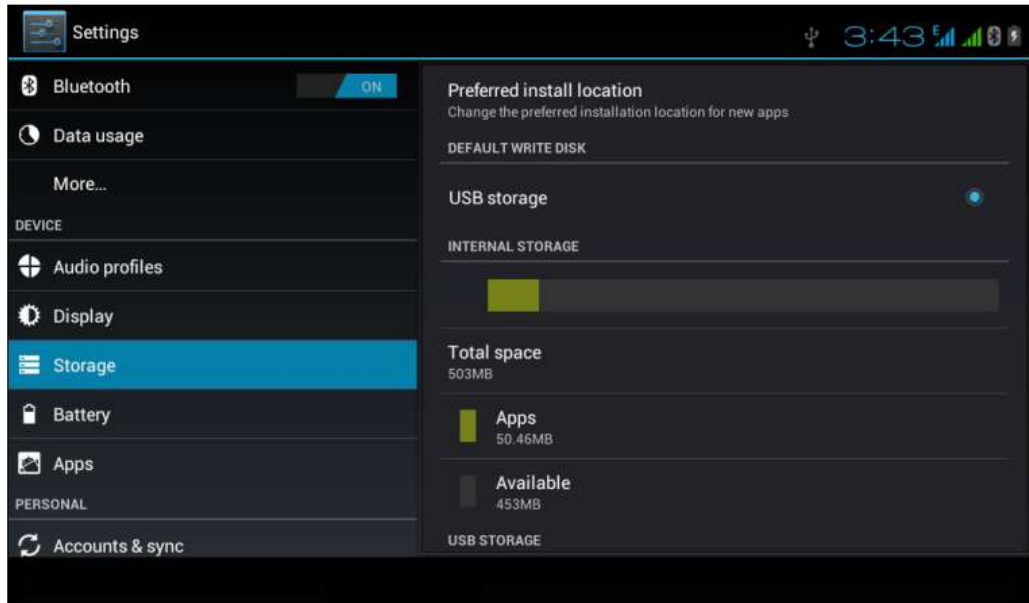 Settings
3:43
E
Bluetooth
ON
Data usage
More...
DEVICE
Audio profiles
Display
Storage
Battery
Apps
PERSONAL
Accounts & sync
Preferred install location
Change the preferred installation location for new apps
DEFAULT WRITE DISK
USB storage
INTERNAL STORAGE
Total space
503MB
Apps
50.46MB
Available
453MB
USB STORAGE